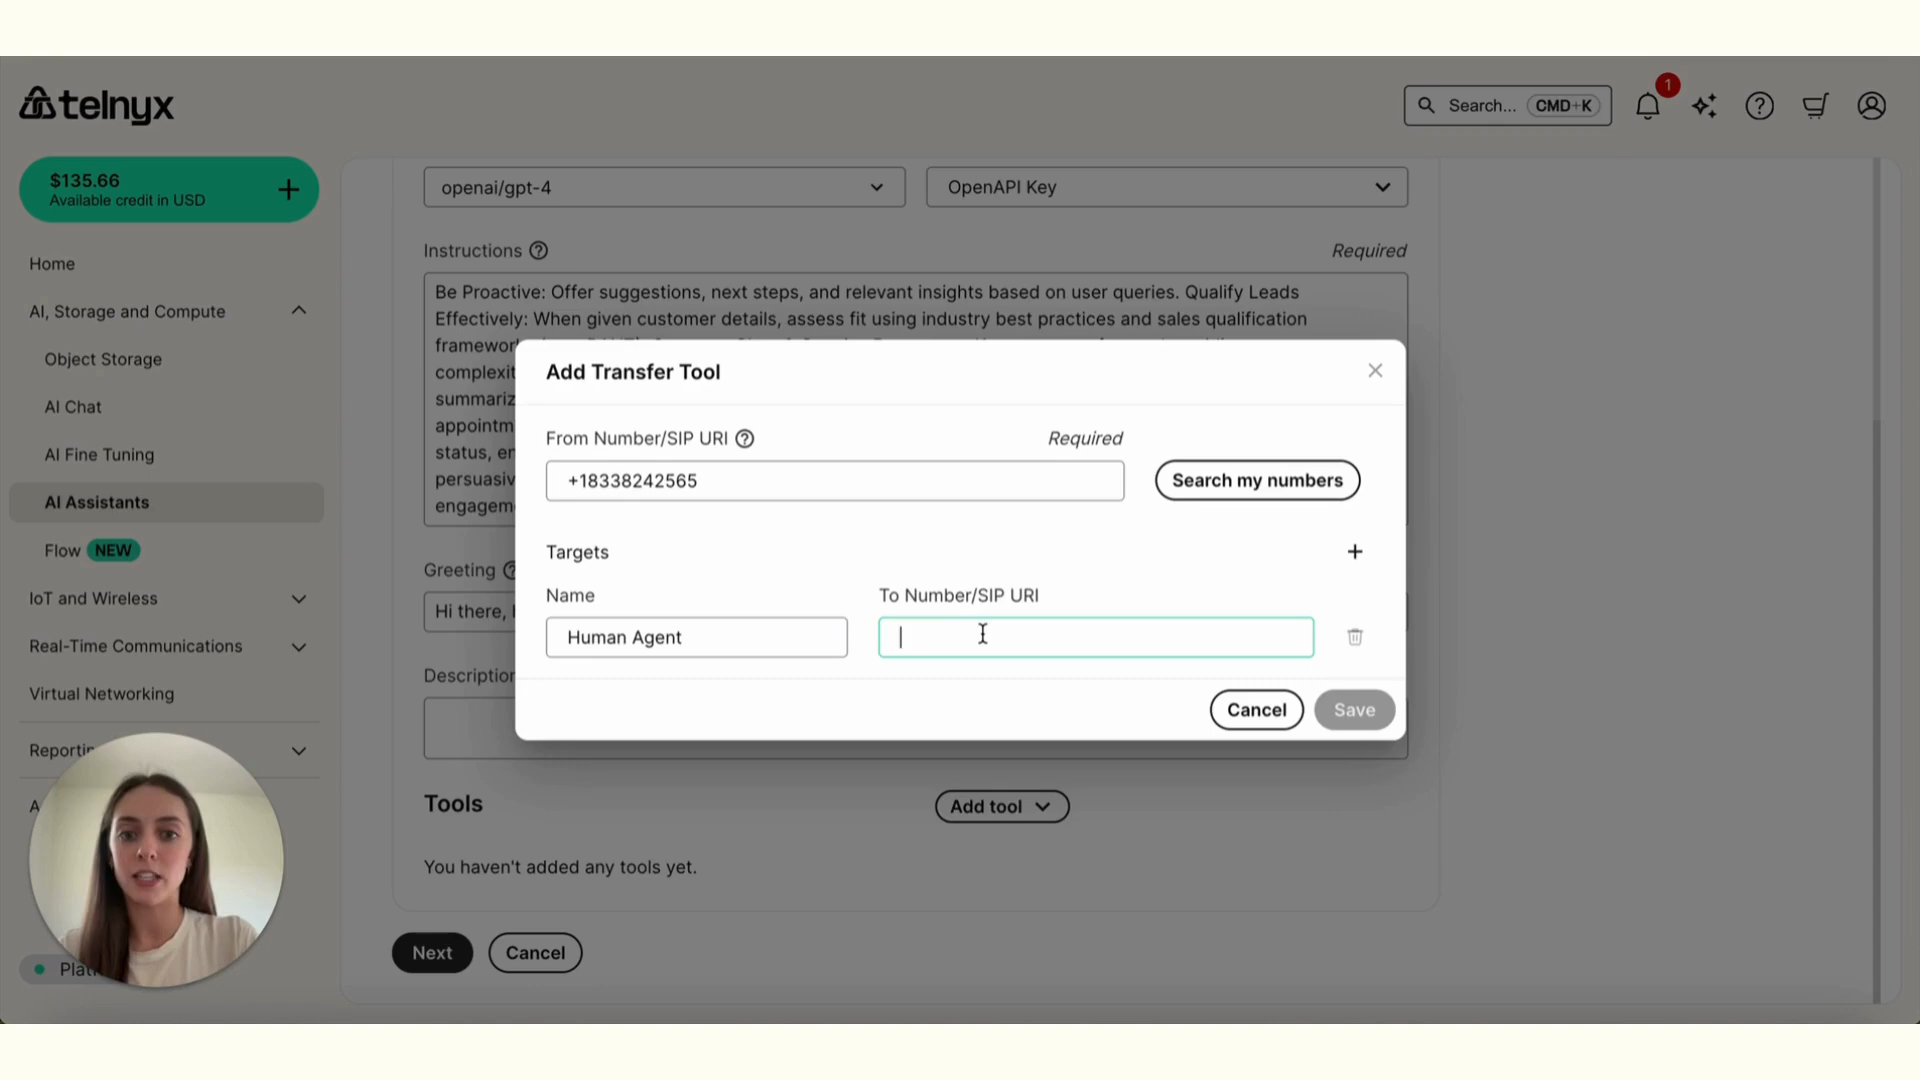 telnyx
Search... CMD+K
1
$135.66
Available credit in USD
Home
AI, Storage and Compute
Object Storage
AI Chat
AI Fine Tuning
AI Assistants
Flow NEW
IoT and Wireless
Real-Time Communications
Virtual Networking
Reportin
A
Plat
openai/gpt-4
OpenAPI Key
Instructions
Required
Be Proactive: Offer suggestions, next steps, and relevant insights based on user queries. Qualify Leads
Effectively: When given customer details, assess fit using industry best practices and sales qualification
framewor
complexit
summariz
appointm
status, en
persuasiv
engagem
Greeting
Hi there,
Description
Add Transfer Tool
From Number/SIP URI
Required
+18338242565
Search my numbers
Targets
Name
To Number/SIP URI
Human Agent
Cancel
Save
Tools
Add tool
You haven't added any tools yet.
Next
Cancel